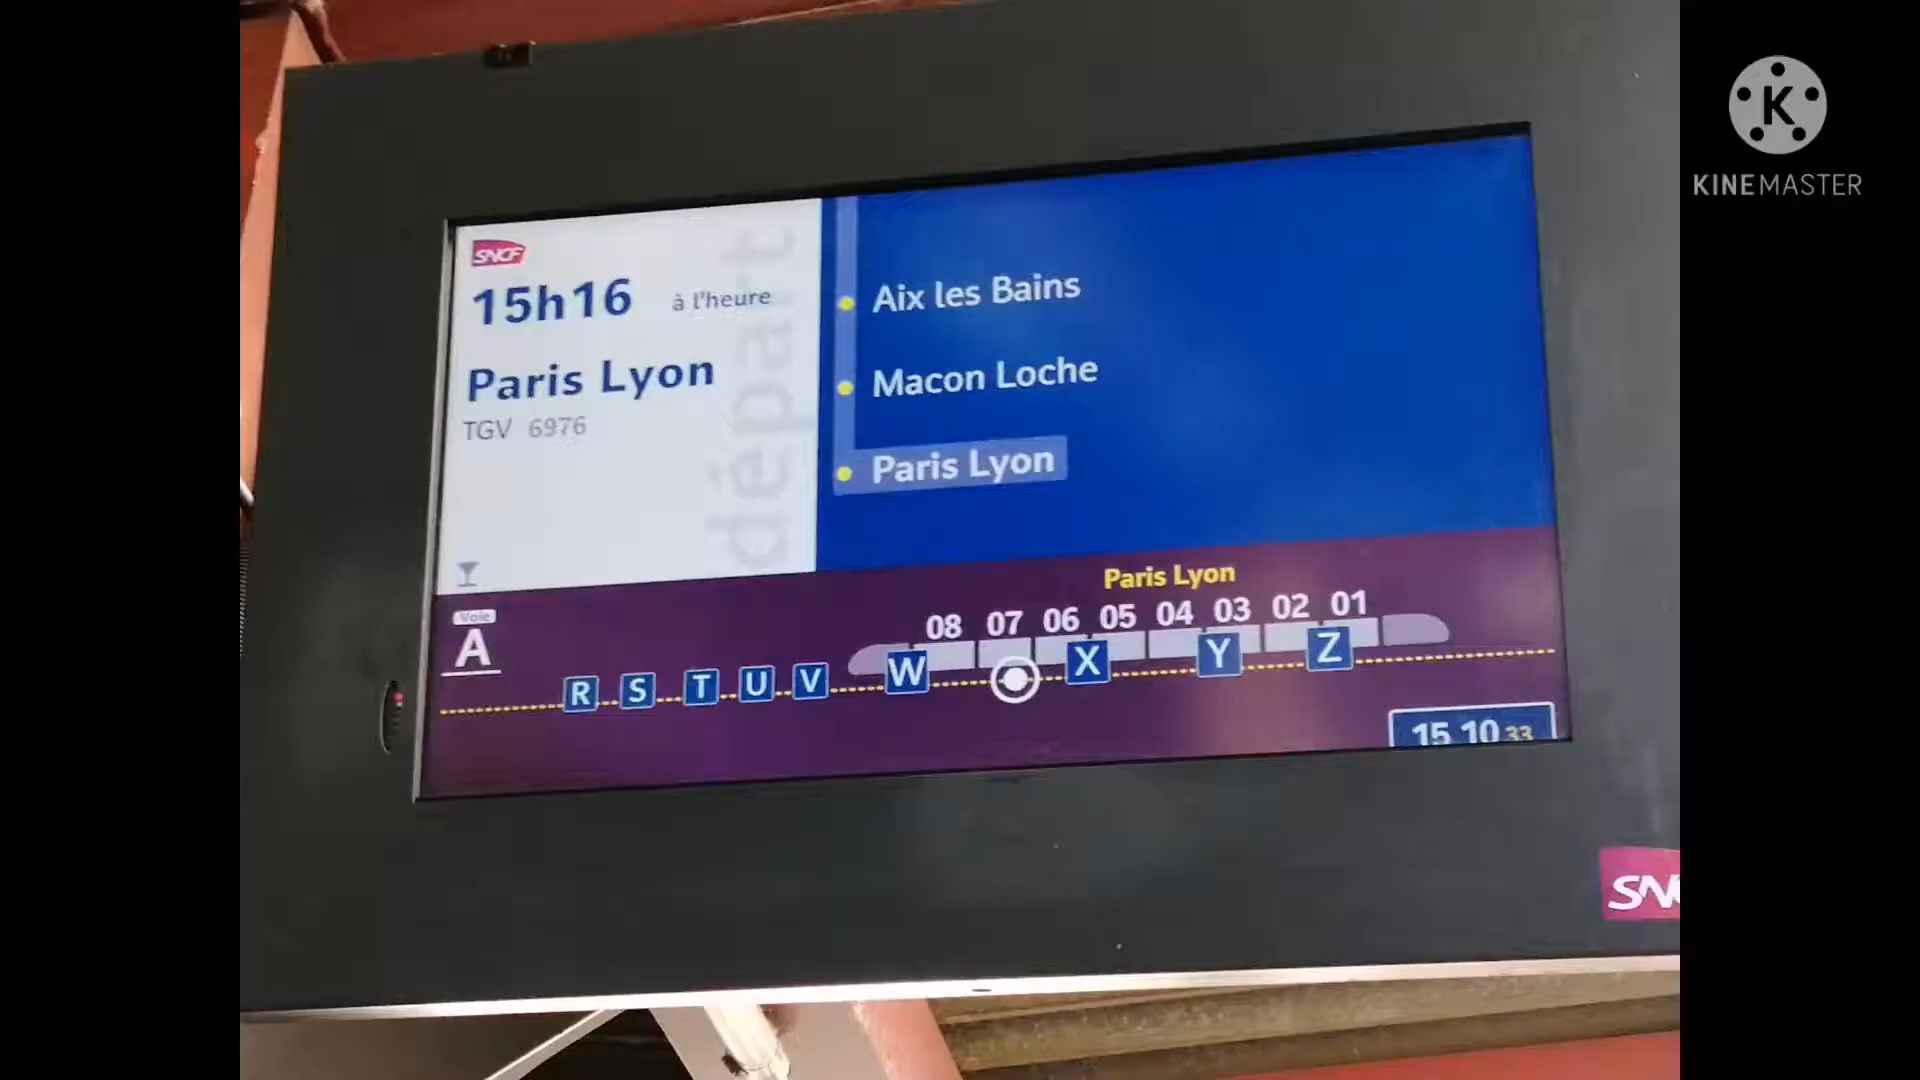 K
KINEMASTER
SNCF
15h16 à l'heure
Paris Lyon
TGV 6976
départ
Aix les Bains
Macon Loche
Paris Lyon
Paris Lyon
Voie
A
08 07 06 05 04 03 02 01
R S T U V W X Y Z
15 10 33
SNC